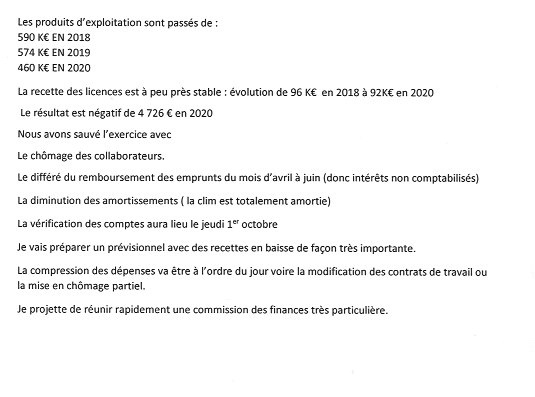 Les produits d'exploitation sont passés de :
590 K€ EN 2018
574 K€ EN 2019
460 K€ EN 2020
La recette des licences est à peu près stable : évolution de 96 K€ en 2018 à 92K€ en 2020
Le résultat est négatif de 4 726 € en 2020
Nous avons sauvé l'exercice avec
Le chômage des collaborateurs.
Le différé du remboursement des emprunts du mois d'avril à juin (donc intérêts non comptabilisés)
La diminution des amortissements ( la clim est totalement amortie)
La vérification des comptes aura lieu le jeudi 1er octobre
Je vais préparer un prévisionnel avec des recettes en baisse de façon très importante.
La compression des dépenses va être à l'ordre du jour voire la modification des contrats de travail ou
la mise en chômage partiel.
Je projette de réunir rapidement une commission des finances très particulière.